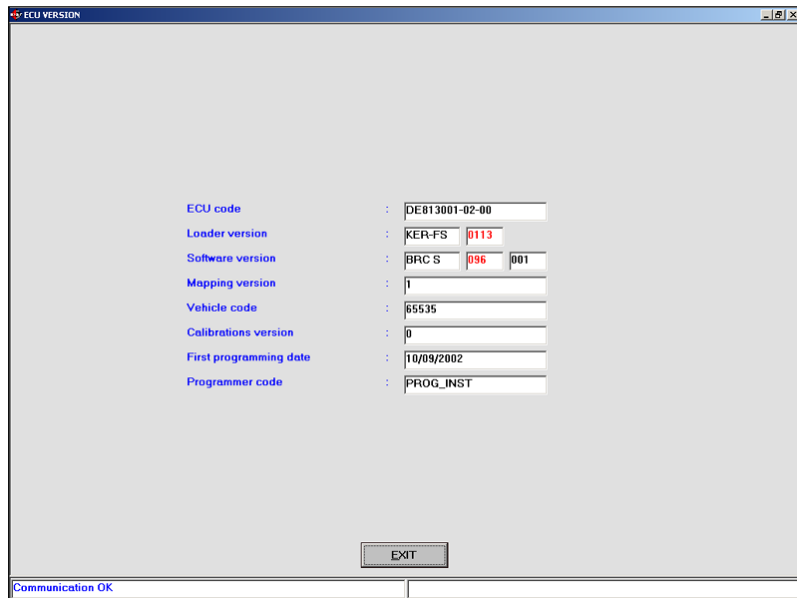 ECU VERSION
ECU code : DE813001-02-00
Loader version : KER-FS 0113
Software version : BRC S 096 001
Mapping version : 1
Vehicle code : 65535
Calibrations version : 0
First programming date : 10/09/2002
Programmer code : PROG_INST
EXIT
Communication OK